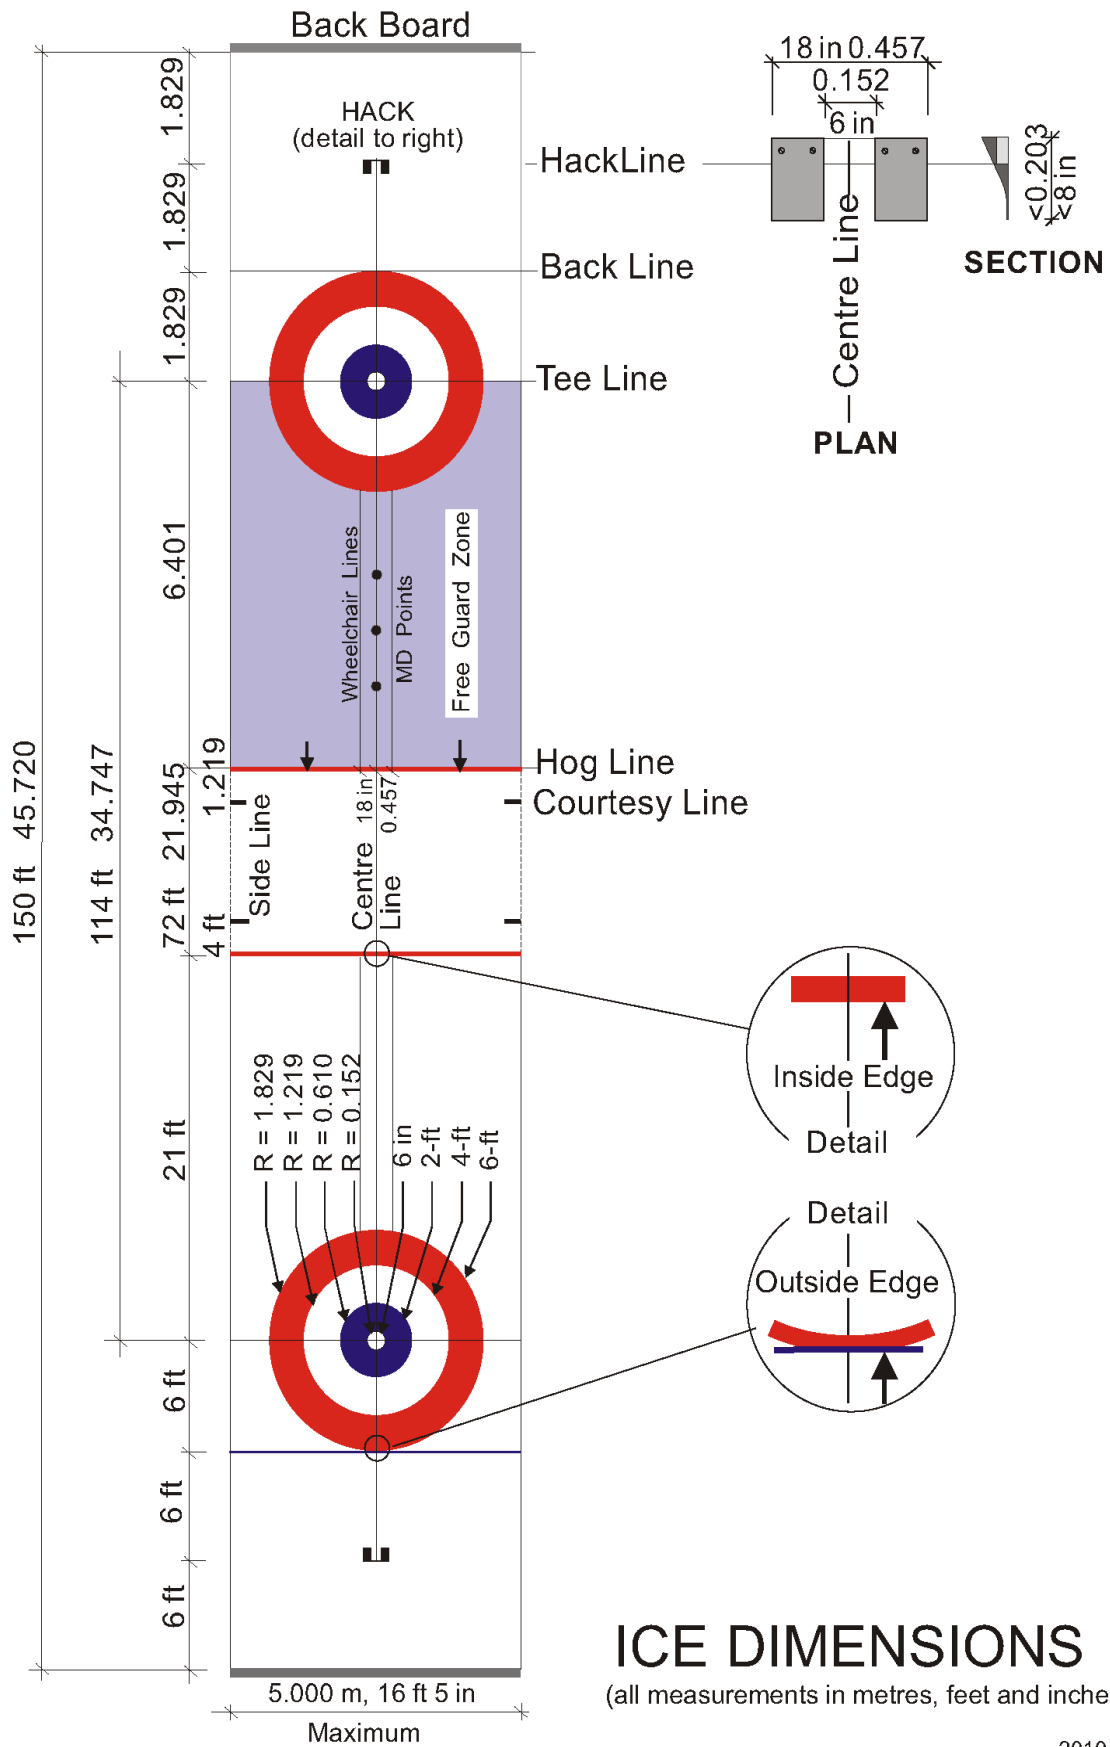 Back Board
18 in 0.457
0.152
6 in
1.829
HACK
(detail to right)
HackLine
<0.203
<8 in
1.829
Centre Line
SECTION
Back Line
1.829
Tee Line
PLAN
6.401
Wheelchair Lines
MD Points
Free Guard Zone
Hog Line
Courtesy Line
150 ft 45.720
114 ft 34.747
72 ft 21.945
4 ft 1.219
Side Line
18 in
0.457
Centre
Line
Inside Edge
Detail
21 ft
R = 1.829
R = 1.219
R = 0.610
R = 0.152
6 in
2-ft
4-ft
6-ft
Detail
Outside Edge
6 ft
6 ft
6 ft
ICE DIMENSIONS
(all measurements in metres, feet and inche
5.000 m, 16 ft 5 in
Maximum